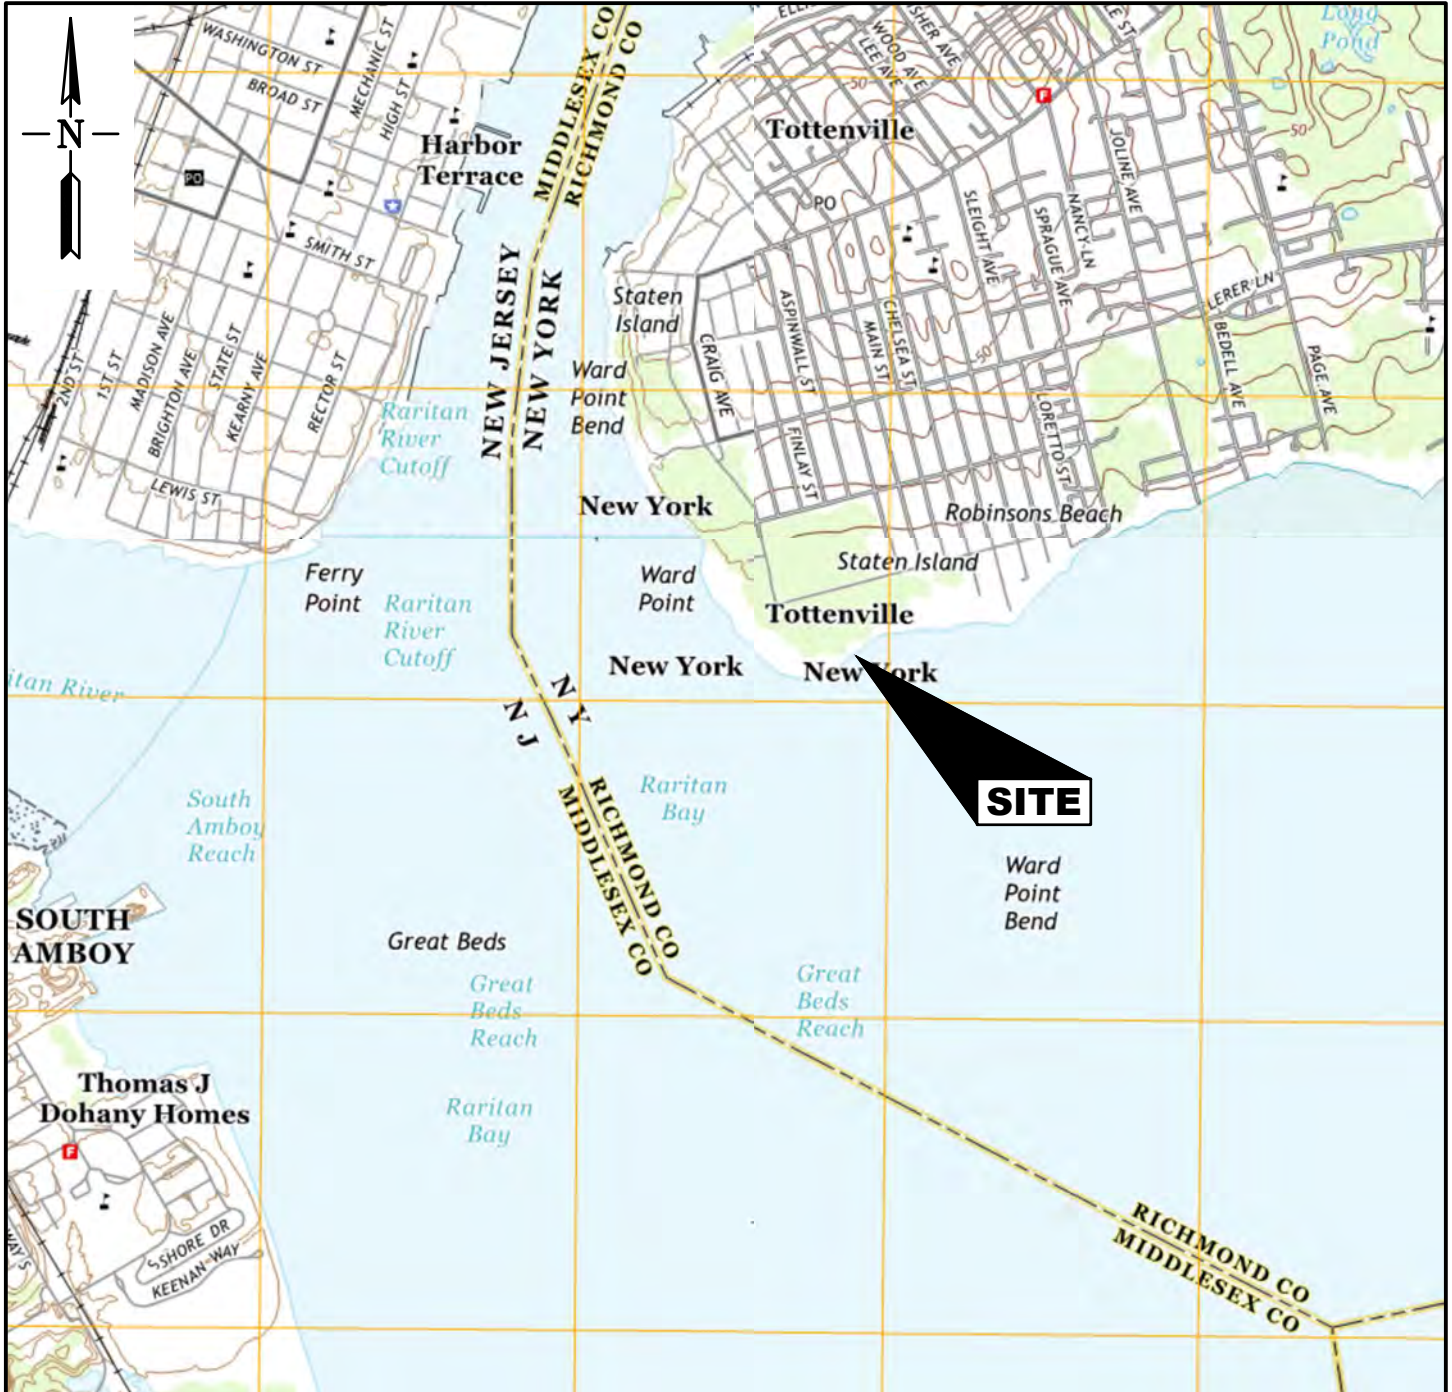 N
WASHINGTON ST
BROAD ST
MECHANIC ST
HIGH ST
PO
SMITH ST
Harbor
Terrace
MIDDLESEX CO
RICHMOND CO
NEW JERSEY
NEW YORK
Tottenville
WOOD AVE
LEE AVE
SHER AVE
E ST
50
F
Long
Pond
50
PO
JOLINE AVE
NANCY LN
SLEIGHT AVE
SPRAGUE AVE
LERER LN
Staten
Island
CRAIG AVE
ASPINWALL ST
MAIN ST
CHELSEA ST
50
BEDELL AVE
PAGE AVE
LORETTO ST
FINLAY ST
2ND ST
1ST ST
MADISON AVE
BRIGHTON AVE
STATE ST
KEARNY AVE
RECTOR ST
LEWIS ST
Raritan
River
Cutoff
Ward
Point
Bend
New York
Robinsons Beach
Staten Island
Ferry
Point
Raritan
River
Cutoff
Ward
Point
Tottenville
New York
New York
itan River
N Y
N J
SITE
South
Amboy
Reach
Raritan
Bay
RICHMOND CO
MIDDLESEX CO
Ward
Point
Bend
SOUTH
AMBOY
Great Beds
Great
Beds
Reach
Great
Beds
Reach
Thomas J
Dohany Homes
F
Raritan
Bay
S SHORE DR
KEENAN WAY
WAY S
RICHMOND CO
MIDDLESEX CO